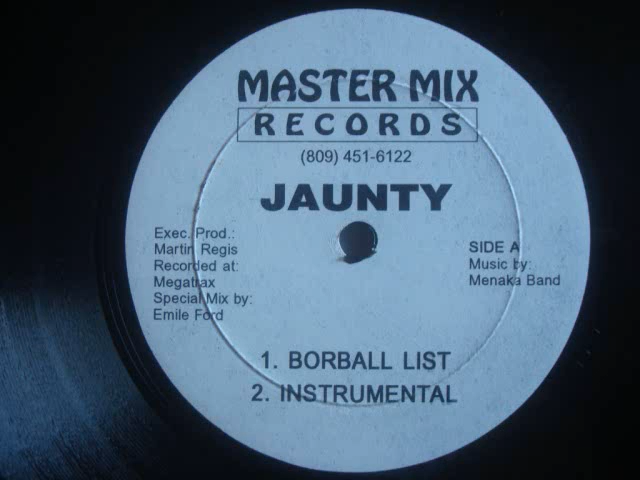 MASTER MIX
RECORDS
(809) 451-6122
JAUNTY
Exec. Prod.:
Martin Regis
Recorded at:
Megatrax
Special Mix by:
Emile Ford
SIDE A
Music by:
Menaka Band
1. BORBALL LIST
2. INSTRUMENTAL